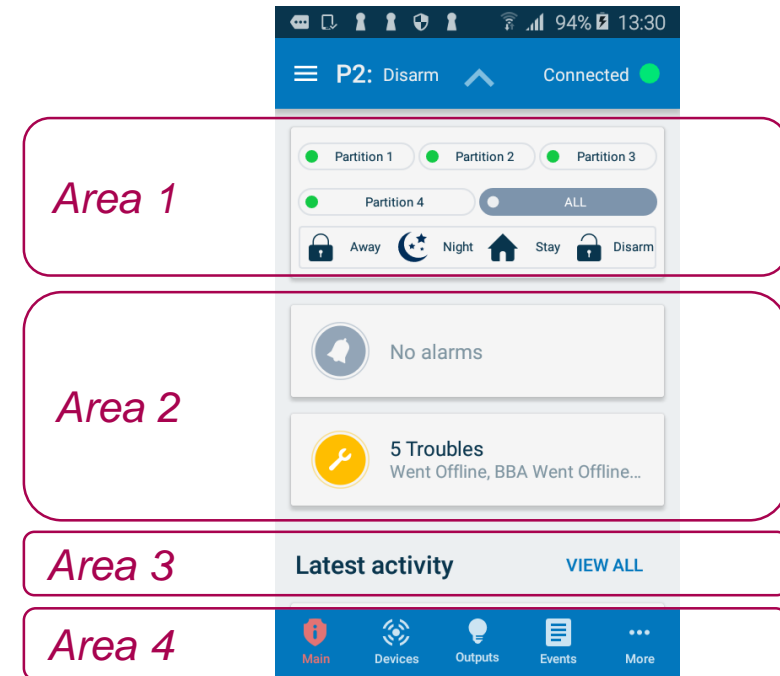 94% 13:30
P2: Disarm Connected
Area 1
Partition 1 Partition 2 Partition 3
Partition 4 ALL
Away Night Stay Disarm
Area 2
No alarms
5 Troubles
Went Offline, BBA Went Offline...
Area 3
Latest activity VIEW ALL
Area 4
Main Devices Outputs Events More